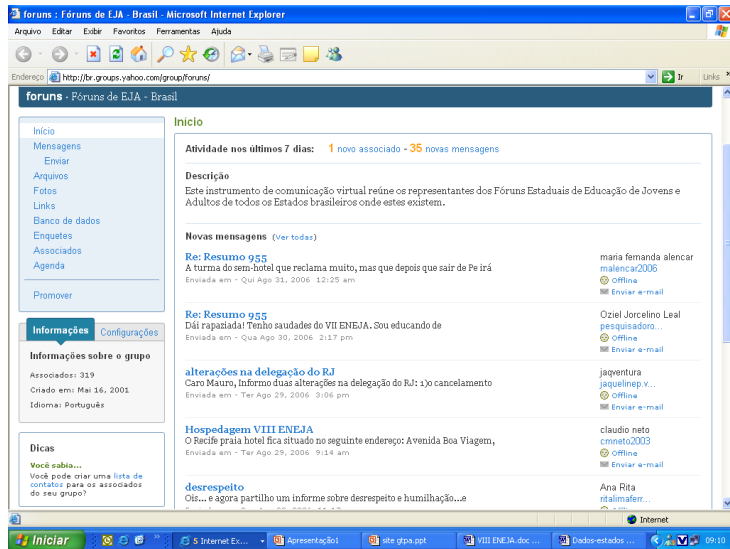 foruns : Fóruns de EJA - Brasil - Microsoft Internet Explorer
Arquivo Editar Exibir Favoritos Ferramentas Ajuda
Endereço http://br.groups.yahoo.com/group/foruns/ Ir Links
foruns · Fóruns de EJA - Brasil
Início
Mensagens
Enviar
Arquivos
Fotos
Links
Banco de dados
Enquetes
Associados
Agenda
Promover
Informações Configurações
Informações sobre o grupo
Associados: 319
Criado em: Mai 16, 2001
Idioma: Português
Dicas
Você sabia...
Você pode criar uma lista de
contatos para os associados
do seu grupo?
Inicio
Atividade nos últimos 7 dias: 1 novo associado - 35 novas mensagens
Descrição
Este instrumento de comunicação virtual reúne os representantes dos Fóruns Estaduais de Educação de Jovens e
Adultos de todos os Estados brasileiros onde estes existem.
Novas mensagens (Ver todas)
Re: Resumo 955
A turma do sem-hotel que reclama muito, mas que depois que sair de Pe irá
Enviada em - Qui Ago 31, 2006 12:25 am
maria fernanda alencar
malencar2006
Offline
Enviar e-mail
Re: Resumo 955
Dái rapaziada! Tenho saudades do VII ENEJA. Sou educando de
Enviada em - Qua Ago 30, 2006 2:17 pm
Oziel Jorcelino Leal
pesquisadoro...
Offline
Enviar e-mail
alterações na delegação do RJ
Caro Mauro, Informo duas alterações na delegação do RJ: 1)o cancelamento
Enviada em - Ter Ago 29, 2006 3:06 pm
jaqventura
jaquelinep.v...
Offline
Enviar e-mail
Hospedagem VIII ENEJA
O Recife praia hotel fica situado no seguinte endereço: Avenida Boa Viagem,
Enviada em - Ter Ago 29, 2006 9:14 am
claudio neto
cmneto2003
Offline
Enviar e-mail
desrespeito
Ois... e agora partilho um informe sobre desrespeito e humilhação...e
Ana Rita
ritalimaferr...
Internet
Iniciar 5 Internet Ex... Apresentação1 site gtpa.ppt VIII ENEJA.doc ... Dados-estados ... 09:10